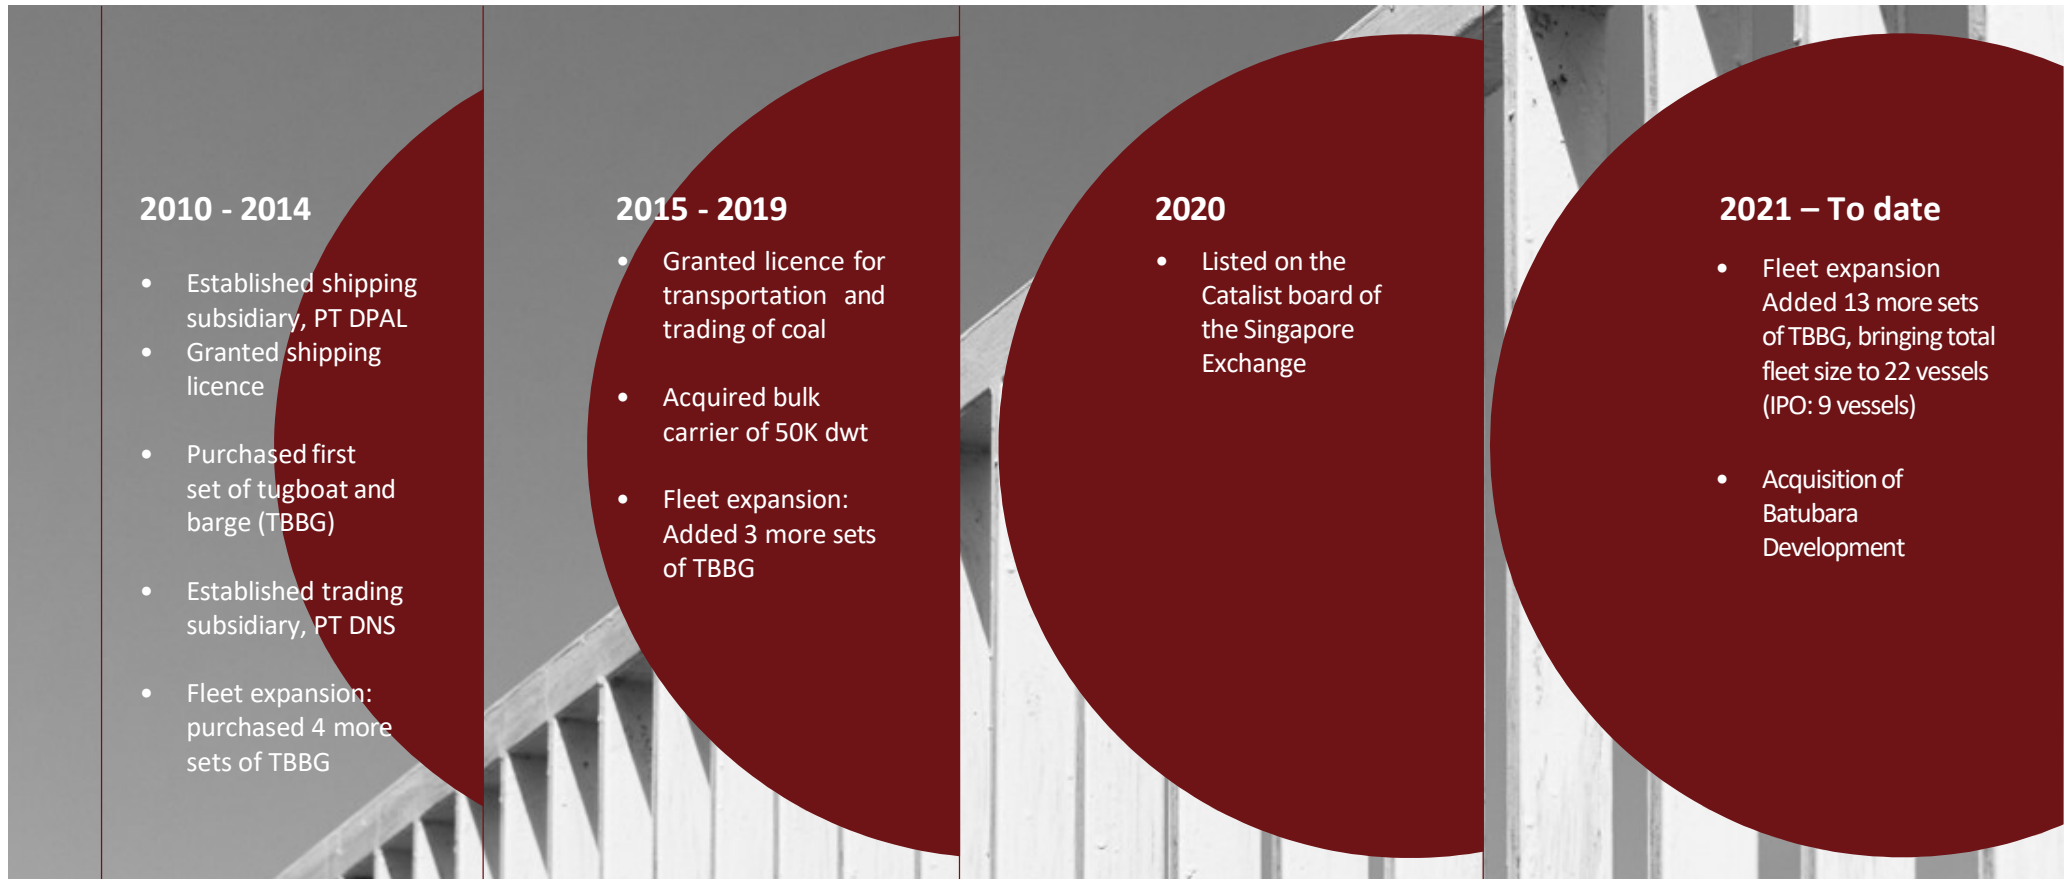 2010 - 2014
• Established shipping
subsidiary, PT DPAL
• Granted shipping
licence
• Purchased first
set of tugboat and
barge (TBBG)
• Established trading
subsidiary, PT DNS
• Fleet expansion:
purchased 4 more
sets of TBBG
2015 - 2019
• Granted licence for
transportation and
trading of coal
• Acquired bulk
carrier of 50K dwt
• Fleet expansion:
Added 3 more sets
of TBBG
2020
• Listed on the
Catalist board of
the Singapore
Exchange
2021 – To date
• Fleet expansion
Added 13 more sets
of TBBG, bringing total
fleet size to 22 vessels
(IPO: 9 vessels)
• Acquisition of
Batubara
Development